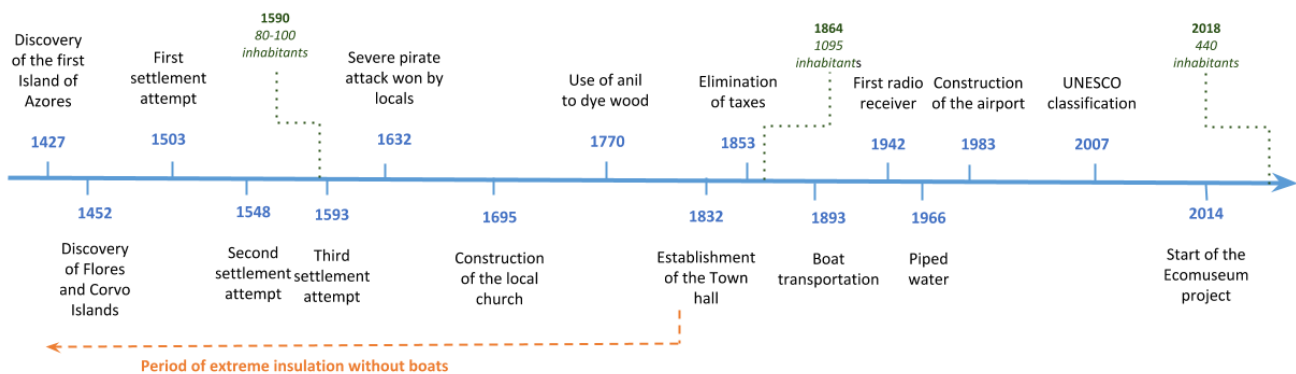 Discovery
of the first
Island of
Azores
1427
First
settlement
attempt
1503
1590
80-100
inhabitants
Severe pirate
attack won by
locals
1632
Use of anil
to dye wood
1770
Elimination
of taxes
1853
1864
1095
inhabitants
First radio
receiver
1942
Construction
of the airport
1983
UNESCO
classification
2007
2018
440
inhabitants
1452
Discovery
of Flores
and Corvo
Islands
1548
Second
settlement
attempt
1593
Third
settlement
attempt
1695
Construction
of the local
church
1832
Establishment
of the Town
hall
1893
Boat
transportation
1966
Piped
water
2014
Start of the
Ecomuseum
project
Period of extreme insulation without boats